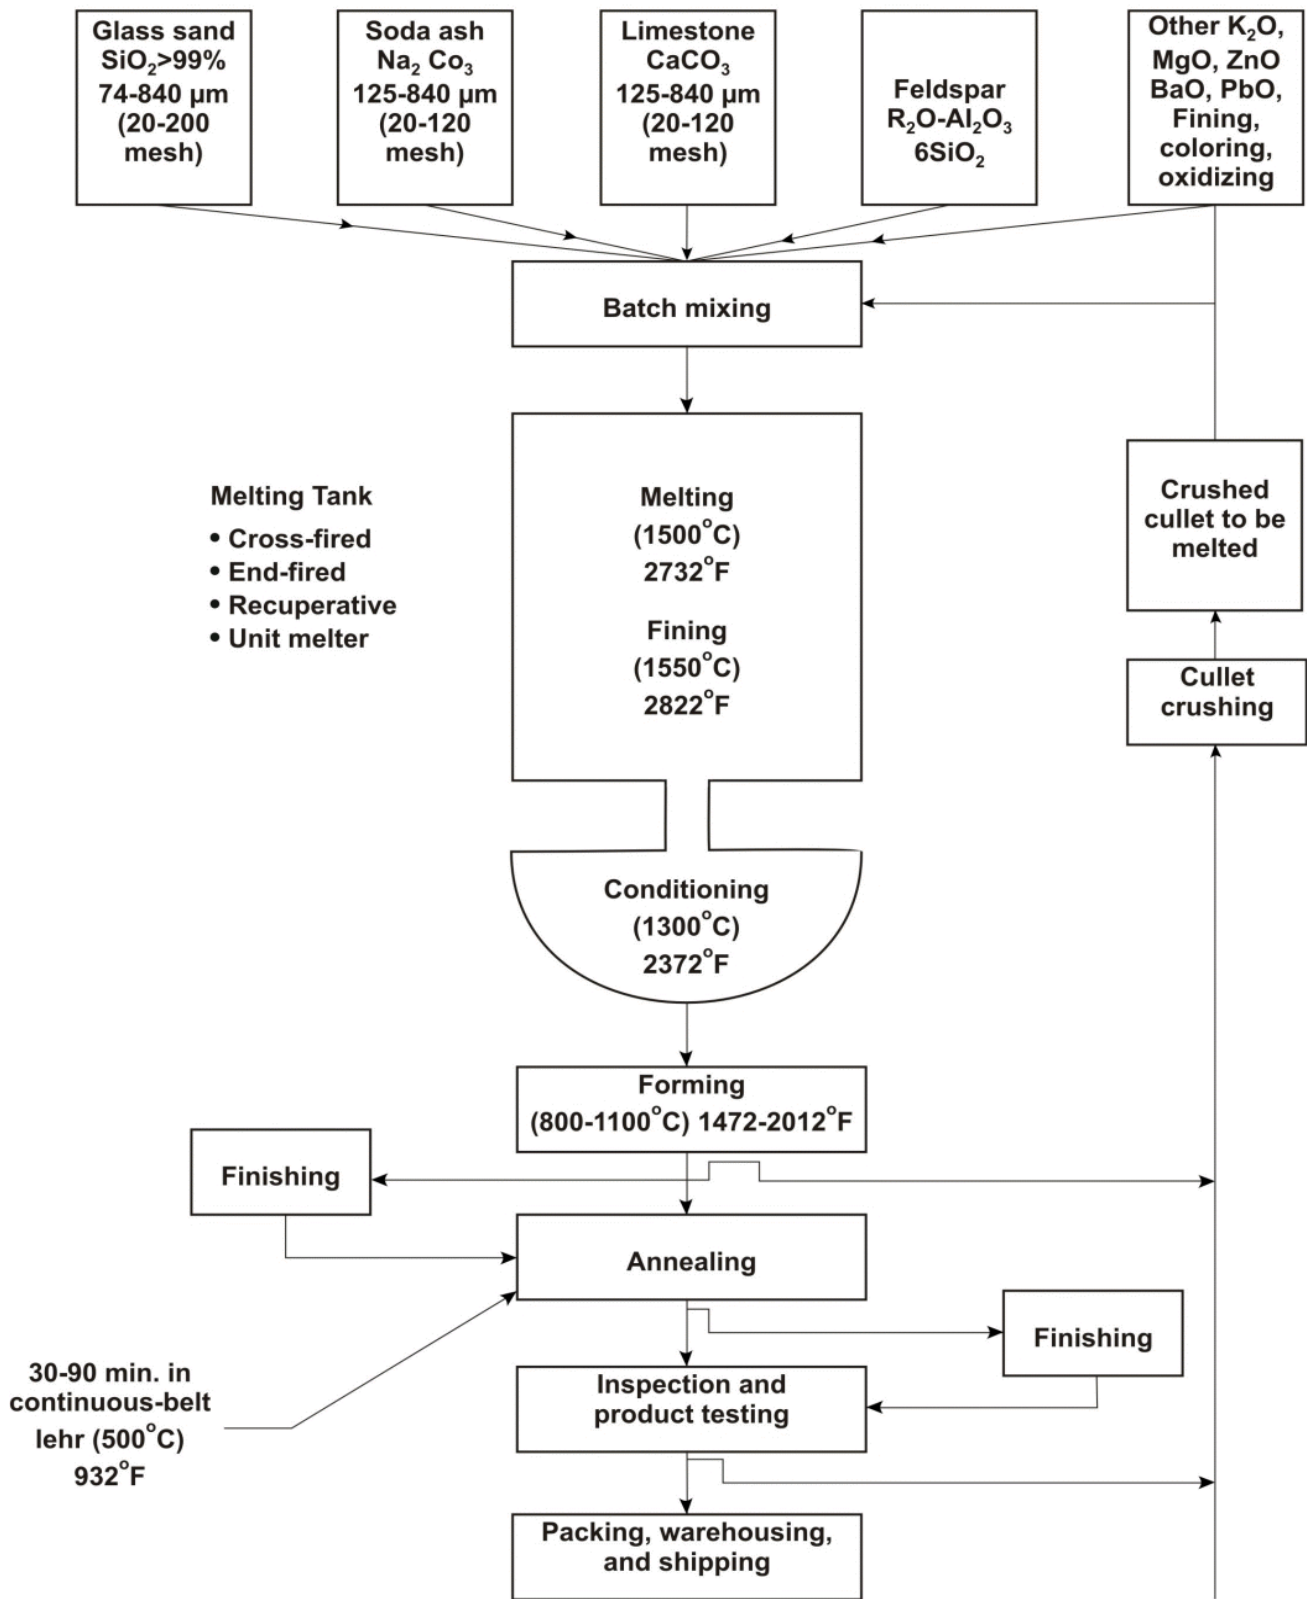 Glass sand
SiO₂>99%
74-840 µm
(20-200
mesh)
Soda ash
Na₂ Co₃
125-840 µm
(20-120
mesh)
Limestone
CaCO₃
125-840 µm
(20-120
mesh)
Feldspar
R₂O-Al₂O₃
6SiO₂
Other K₂O,
MgO, ZnO
BaO, PbO,
Fining,
coloring,
oxidizing
Batch mixing
Melting Tank
• Cross-fired
• End-fired
• Recuperative
• Unit melter
Melting
(1500°C)
2732°F
Fining
(1550°C)
2822°F
Crushed
cullet to be
melted
Cullet
crushing
Conditioning
(1300°C)
2372°F
Forming
(800-1100°C) 1472-2012°F
Finishing
Annealing
Finishing
30-90 min. in
continuous-belt
lehr (500°C)
932°F
Inspection and
product testing
Packing, warehousing,
and shipping